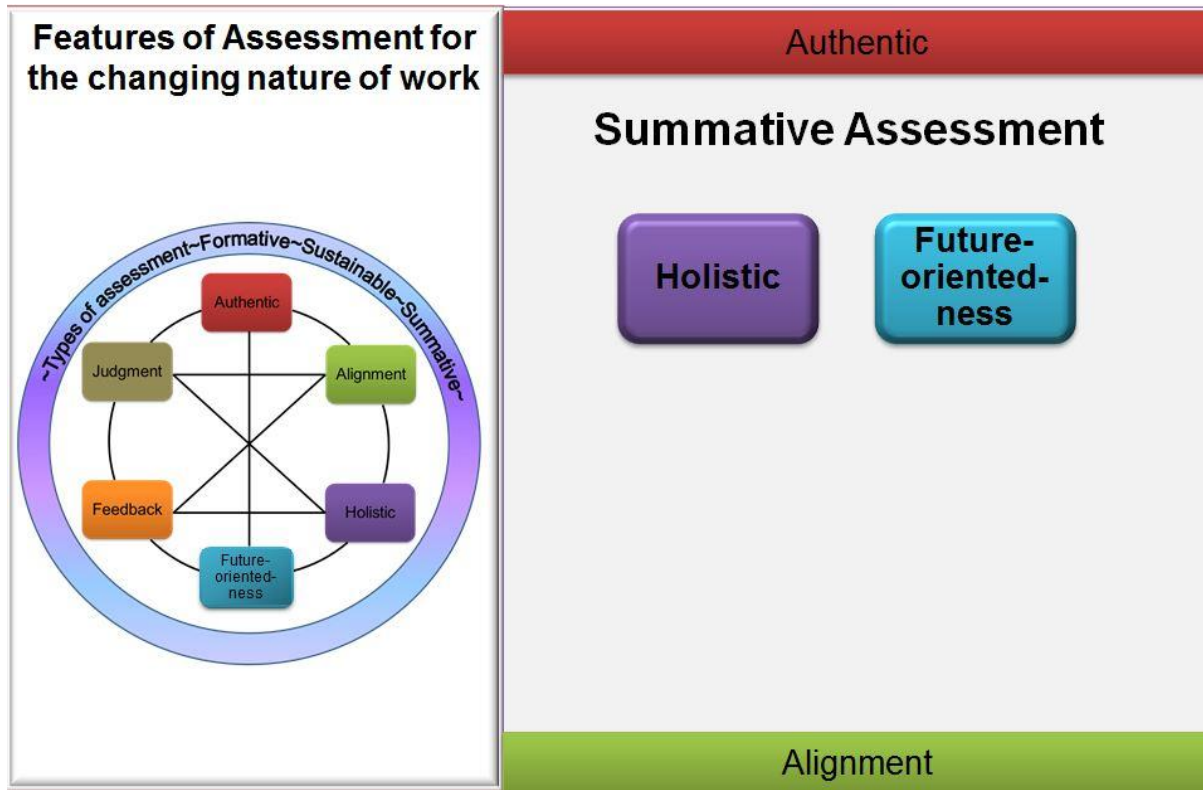 Features of Assessment for
the changing nature of work
~Types of assessment~Formative~Sustainable~Summative~
Authentic
Judgment
Alignment
Feedback
Holistic
Future-
oriented-
ness
Authentic
Summative Assessment
Holistic
Future-
oriented-
ness
Alignment